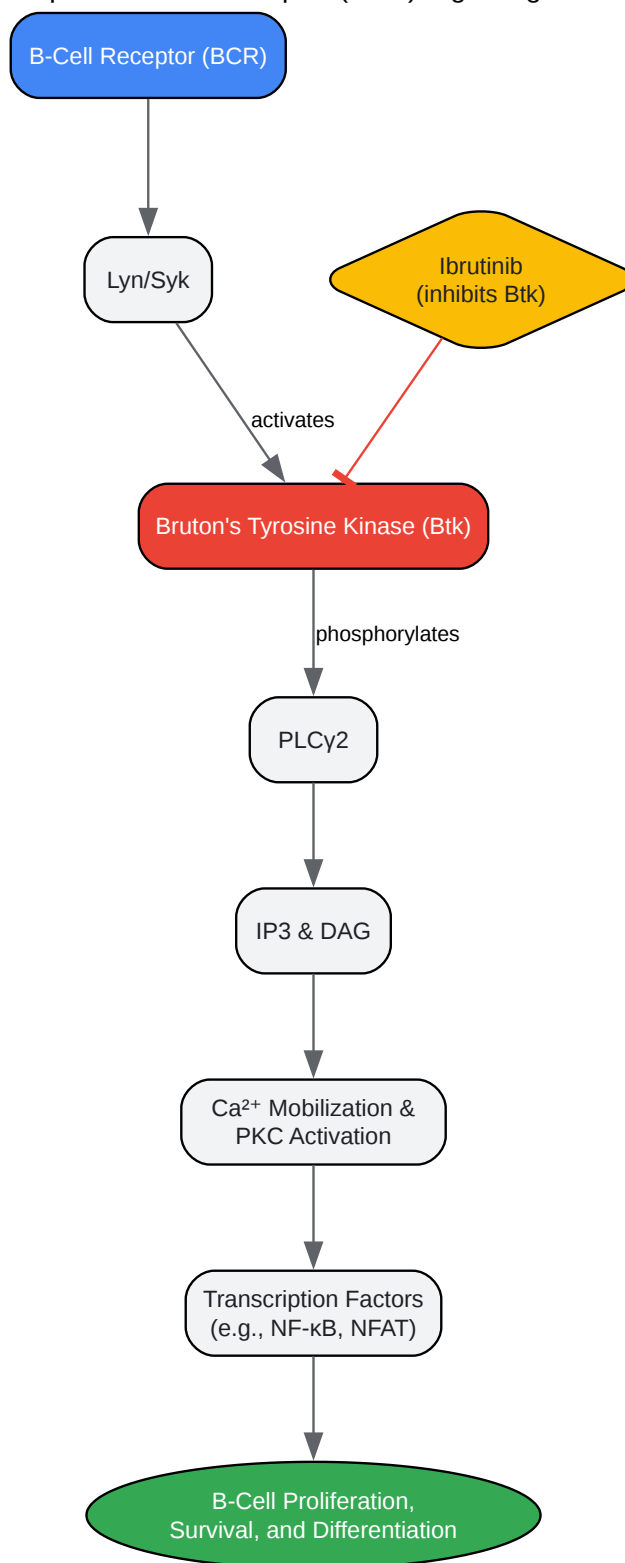 B-Cell Receptor (BCR)
Lyn/Syk
Ibrutinib
(inhibits Btk)
activates
Bruton's Tyrosine Kinase (Btk)
phosphorylates
PLCγ2
IP3 & DAG
Ca²⁺ Mobilization &
PKC Activation
Transcription Factors
(e.g., NF-κB, NFAT)
B-Cell Proliferation,
Survival, and Differentiation